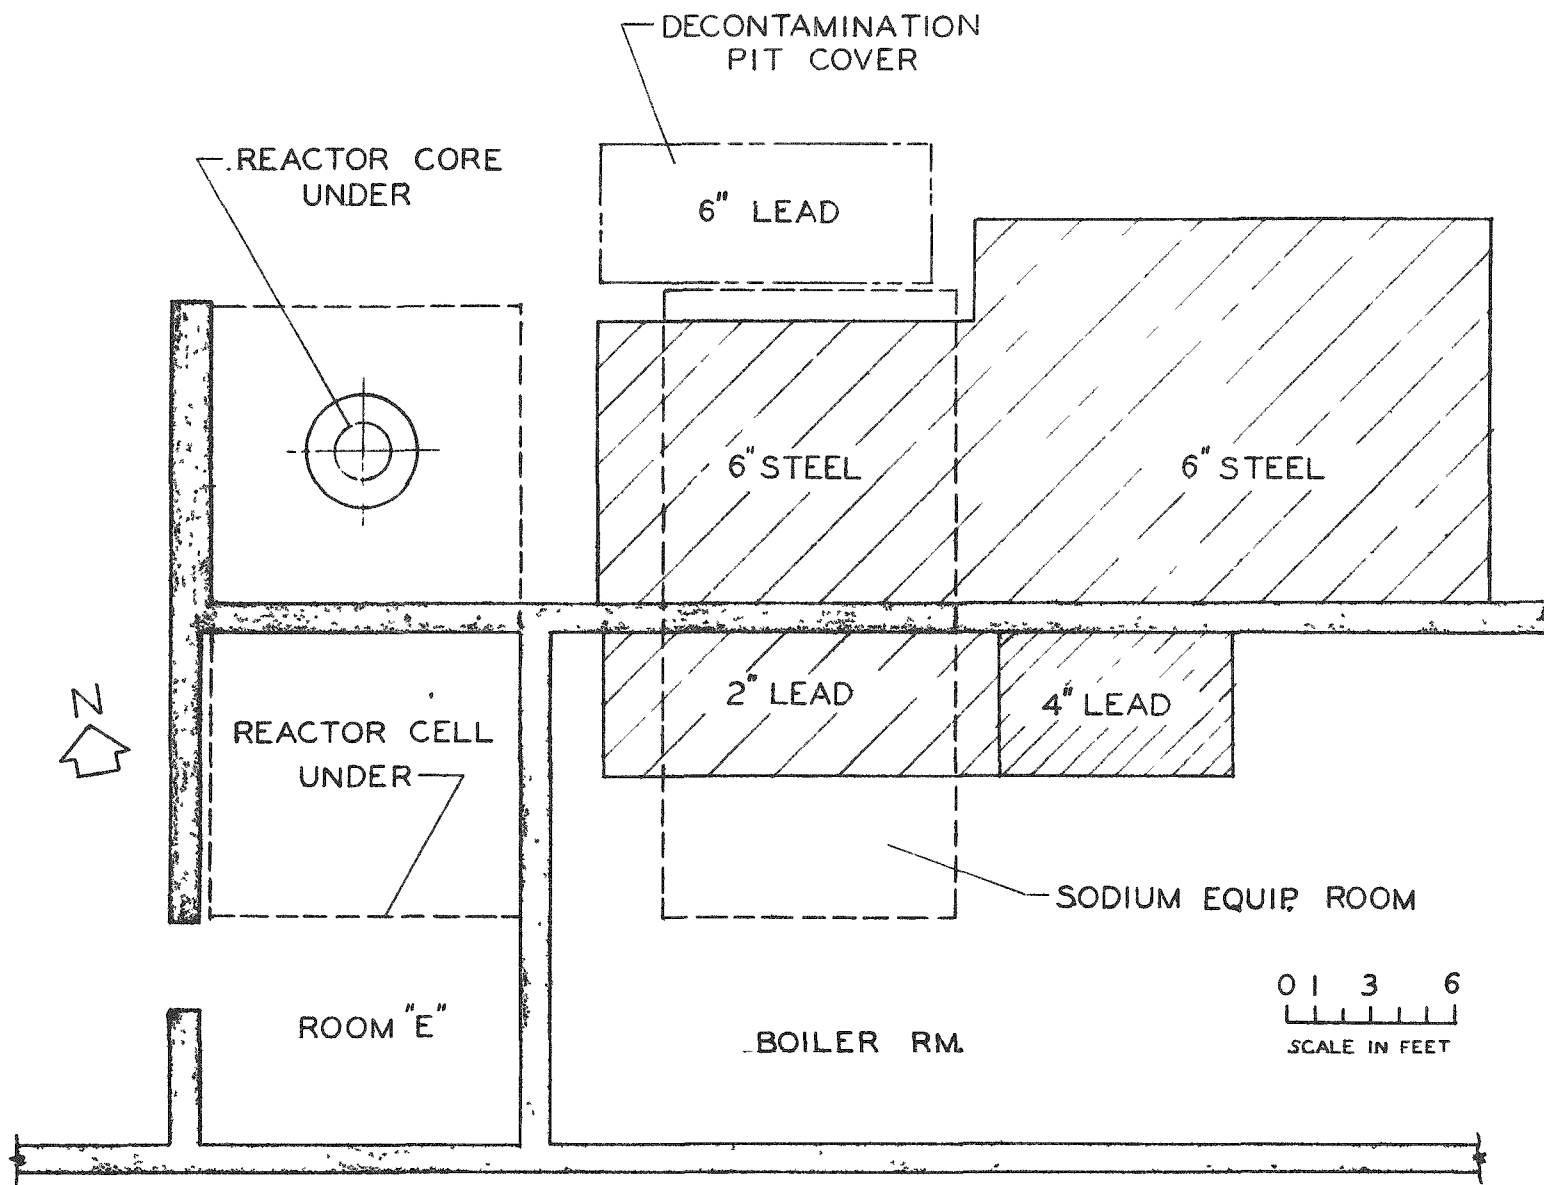 DECONTAMINATION
PIT COVER
REACTOR CORE
UNDER
6" LEAD
6" STEEL
6" STEEL
2" LEAD
4" LEAD
N
REACTOR CELL
UNDER
SODIUM EQUIP. ROOM
0 1 3 6
SCALE IN FEET
ROOM "E"
BOILER RM.